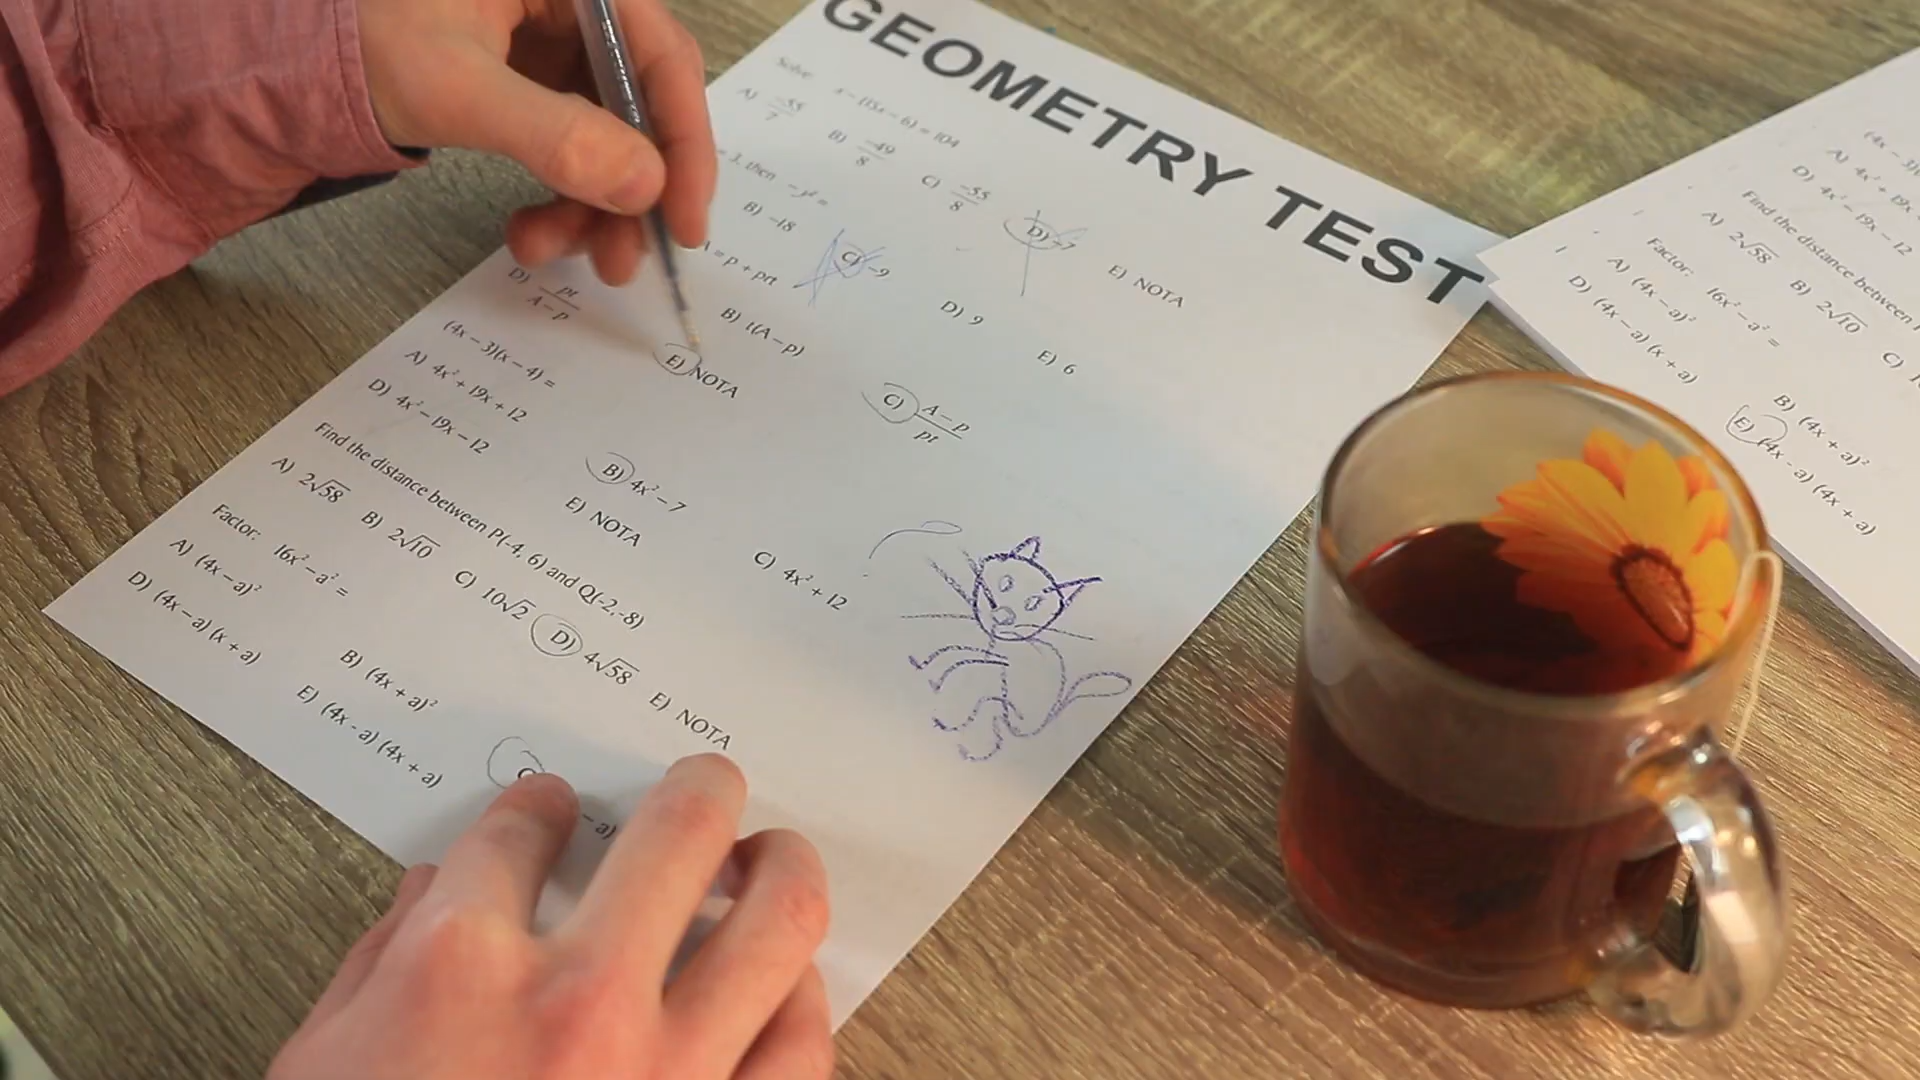 GEOMETRY TEST
Solve: x − (15x − 6) = 104
A) −55/7 B) −49/8 C) −55/8 D) −7 E) NOTA
= 3, then −y² =
B) −18 C) −9 D) 9 E) 6
A = p + prt
B) t(A − p) C) A − p / pt
D) pt / A − p E) NOTA
(4x − 3)(x − 4) =
A) 4x² + 19x + 12 B) 4x² − 7 C) 4x² + 12
D) 4x² − 19x − 12 E) NOTA
Find the distance between P(-4, 6) and Q(-2,-8)
A) 2√58 B) 2√10 C) 10√2 D) 4√58 E) NOTA
Factor: 16x² − a² =
A) (4x − a)² B) (4x + a)² C − a)
D) (4x − a) (x + a) E) (4x - a) (4x + a)
(4x − 3)
A) 4x² + 19x
D) 4x² − 19x − 12
Find the distance between
A) 2√58 B) 2√10 C)
Factor: 16x² − a² =
A) (4x − a)² B) (4x + a)²
D) (4x − a) (x + a) E) (4x - a) (4x + a)